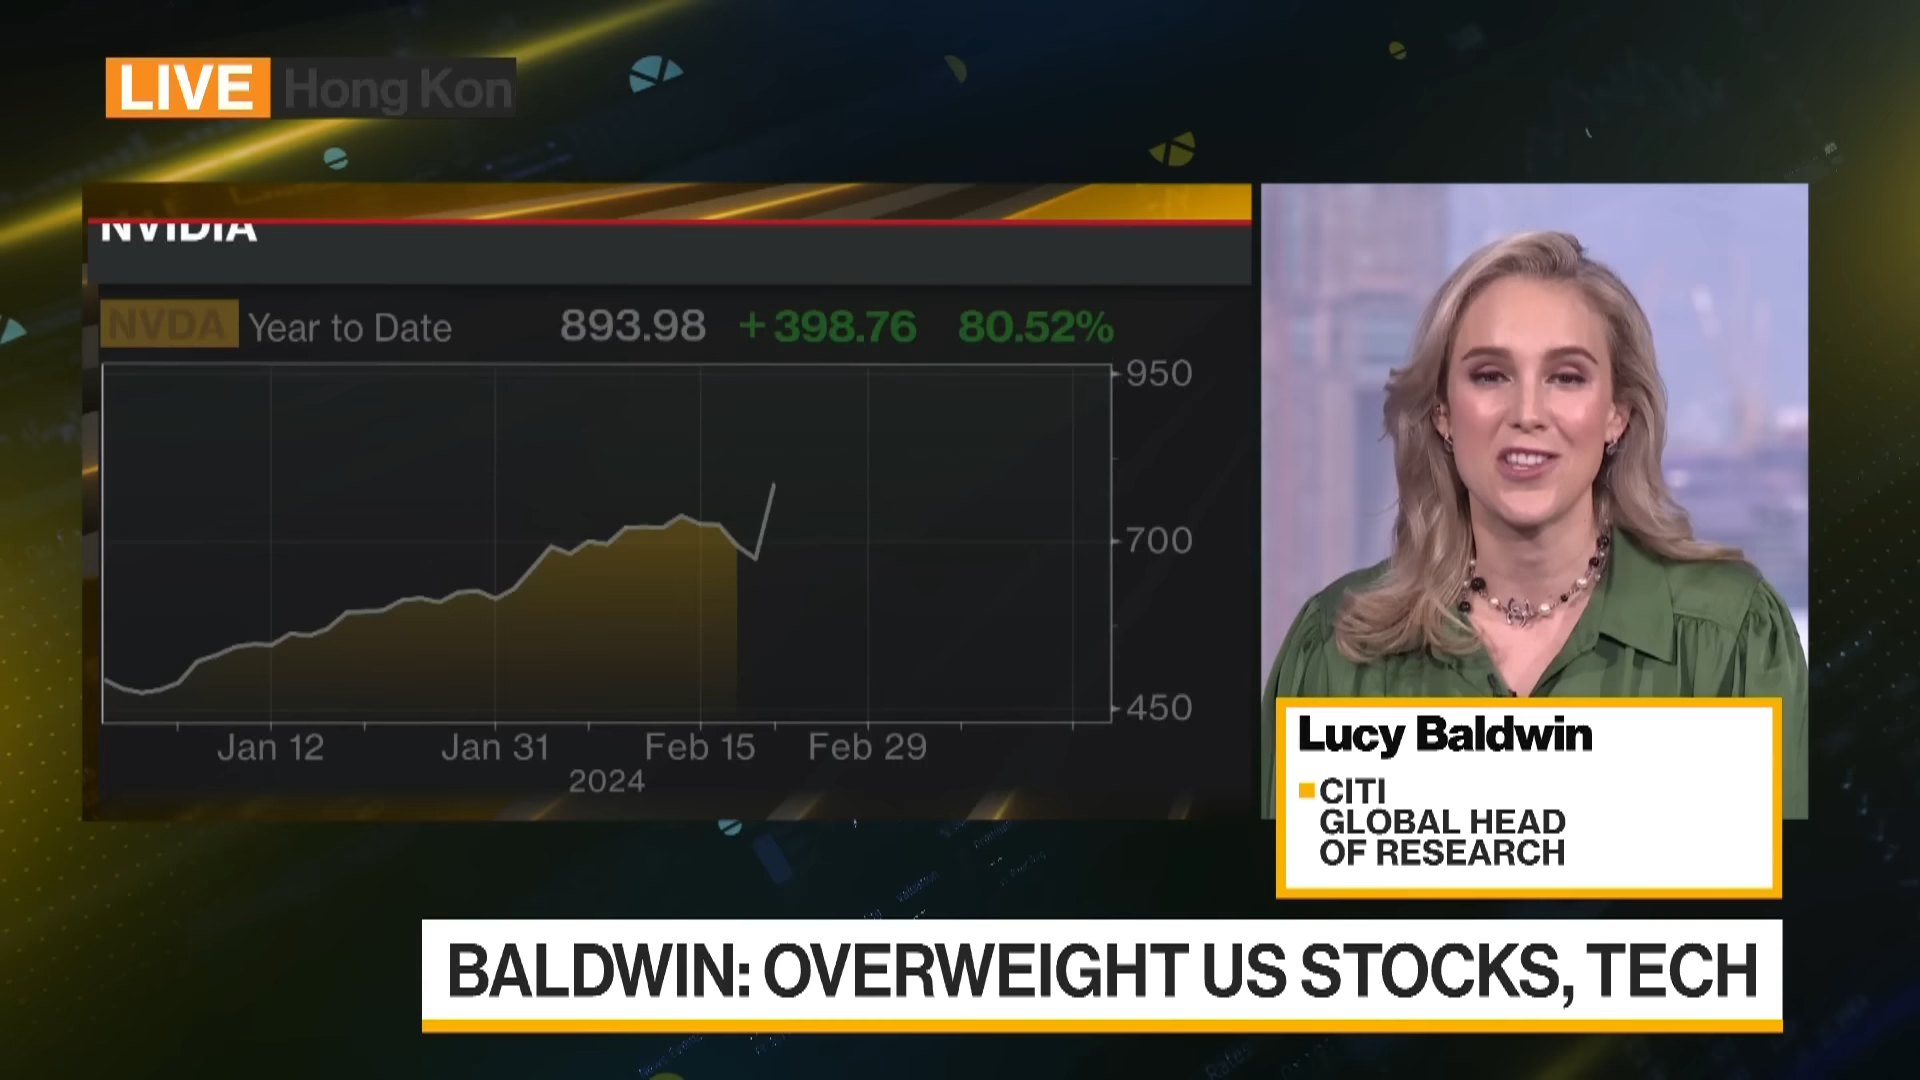 LIVE Hong Kon
NVIDIA
NVDA Year to Date 893.98 +398.76 80.52%
950
700
450
Jan 12 Jan 31 Feb 15 Feb 29
2024
Lucy Baldwin
CITI
GLOBAL HEAD
OF RESEARCH
BALDWIN: OVERWEIGHT US STOCKS, TECH